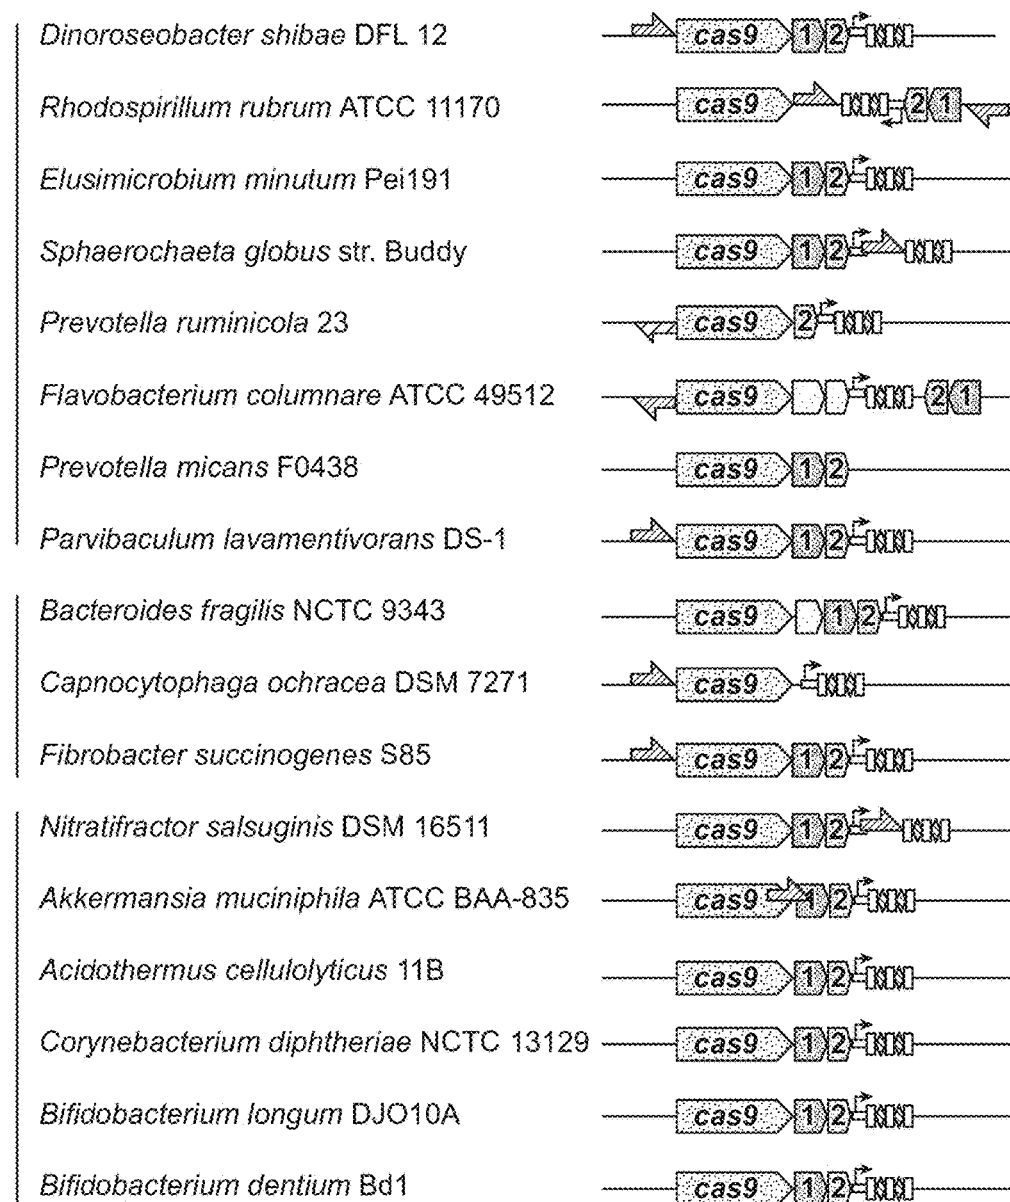 Dinoroseobacter shibae DFL 12 cas9 1 2
Rhodospirillum rubrum ATCC 11170 cas9 2 1
Elusimicrobium minutum Pei191 cas9 1 2
Sphaerochaeta globus str. Buddy cas9 1 2
Prevotella ruminicola 23 cas9 2
Flavobacterium columnare ATCC 49512 cas9 2 1
Prevotella micans F0438 cas9 1 2
Parvibaculum lavamentivorans DS-1 cas9 1 2
Bacteroides fragilis NCTC 9343 cas9 1 2
Capnocytophaga ochracea DSM 7271 cas9
Fibrobacter succinogenes S85 cas9 1 2
Nitratifractor salsuginis DSM 16511 cas9 1 2
Akkermansia muciniphila ATCC BAA-835 cas9 1 2
Acidothermus cellulolyticus 11B cas9 1 2
Corynebacterium diphtheriae NCTC 13129 cas9 1 2
Bifidobacterium longum DJO10A cas9 1 2
Bifidobacterium dentium Bd1 cas9 1 2